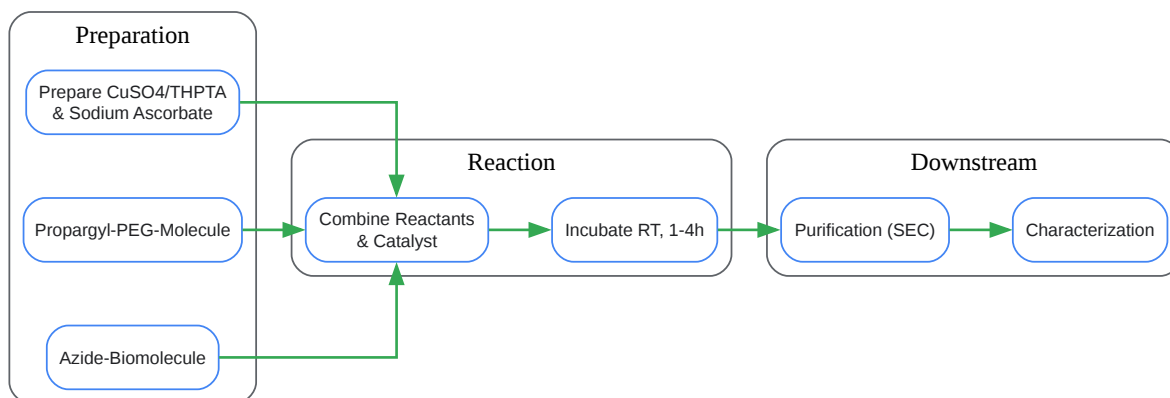 Preparation
Prepare CuSO4/THPTA
& Sodium Ascorbate
Propargyl-PEG-Molecule
Azide-Biomolecule
Reaction
Combine Reactants
& Catalyst
Incubate RT, 1-4h
Downstream
Purification (SEC)
Characterization